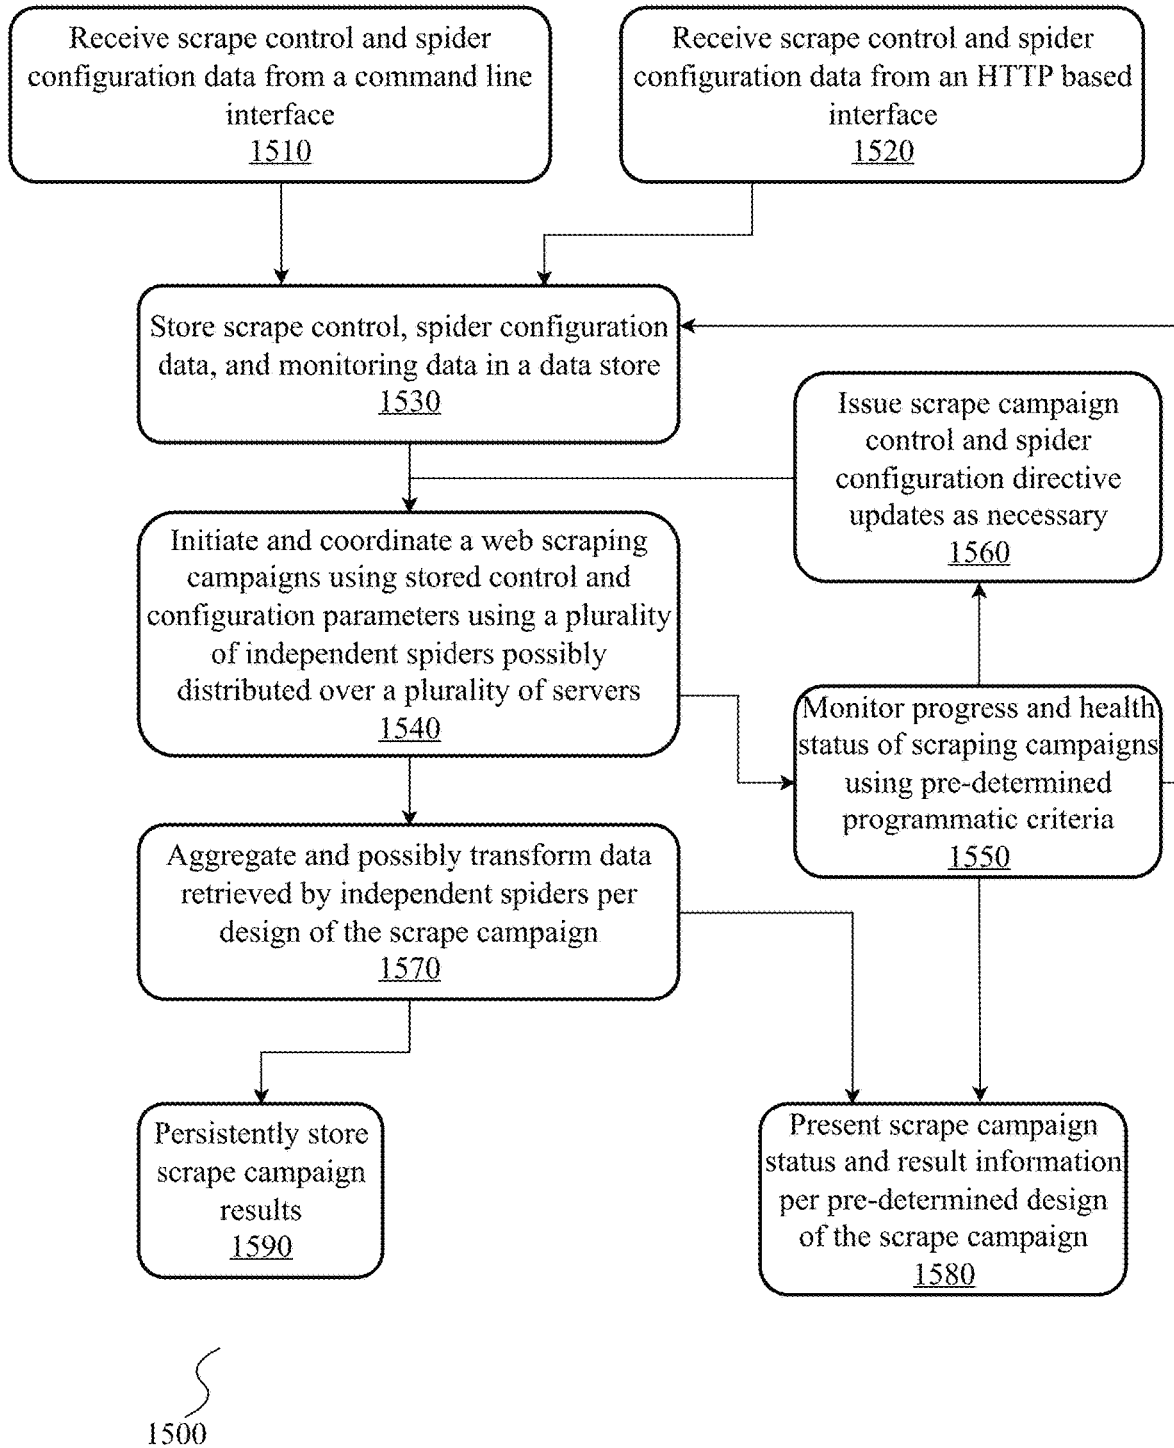 Receive scrape control and spider
configuration data from a command line
interface
1510
Receive scrape control and spider
configuration data from an HTTP based
interface
1520
Store scrape control, spider configuration
data, and monitoring data in a data store
1530
Issue scrape campaign
control and spider
configuration directive
updates as necessary
1560
Initiate and coordinate a web scraping
campaigns using stored control and
configuration parameters using a plurality
of independent spiders possibly
distributed over a plurality of servers
1540
Monitor progress and health
status of scraping campaigns
using pre-determined
programmatic criteria
1550
Aggregate and possibly transform data
retrieved by independent spiders per
design of the scrape campaign
1570
Persistently store
scrape campaign
results
1590
Present scrape campaign
status and result information
per pre-determined design
of the scrape campaign
1580
1500